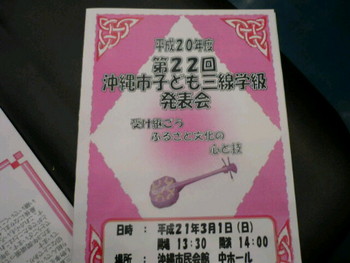 平成20年度
第22回
沖縄市子ども三線学級
発表会
受け継ごう
ふるさと文化の
心と技
日時 : 平成21年3月1日(日)
開場 13:30 開演 14:00
場所 : 沖縄市民会館 中ホール